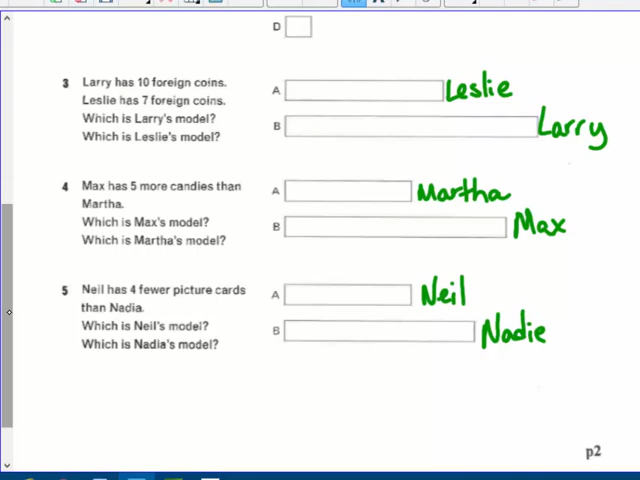 D
3 Larry has 10 foreign coins.
Leslie has 7 foreign coins.
Which is Larry's model?
Which is Leslie's model?
A Leslie
B Larry
4 Max has 5 more candies than
Martha.
Which is Max's model?
Which is Martha's model?
A Martha
B Max
5 Neil has 4 fewer picture cards
than Nadia.
Which is Neil's model?
Which is Nadia's model?
A Neil
B Nadie
p2